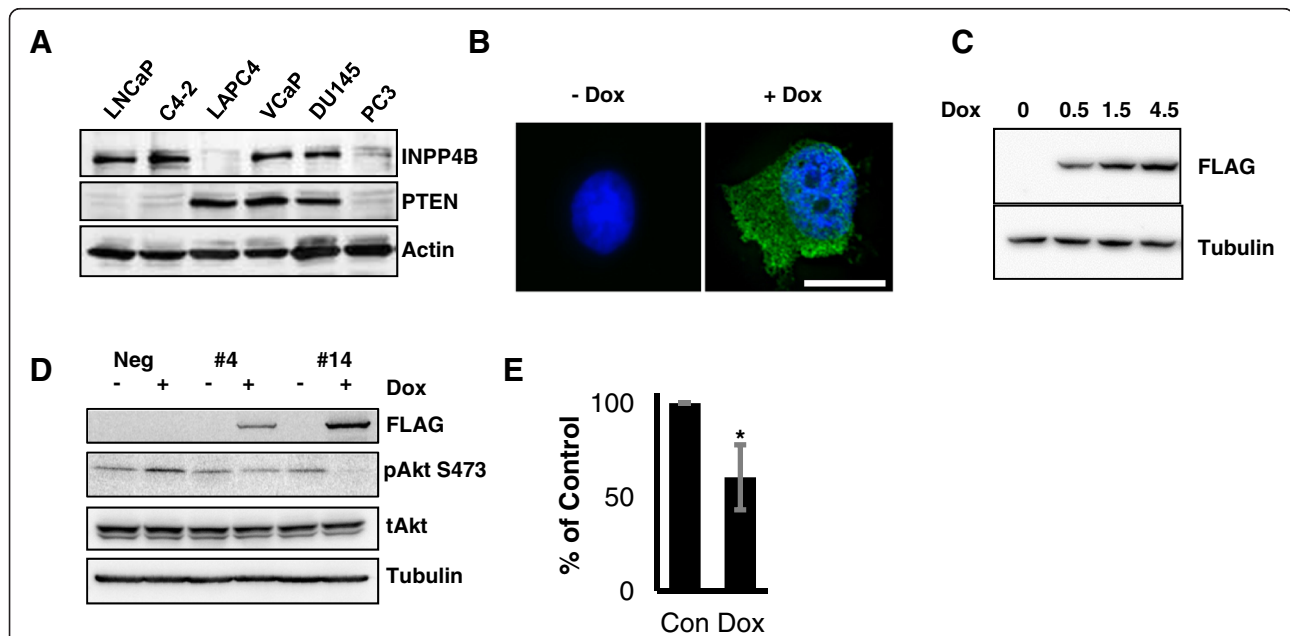 A
LNCaP C4-2 LAPC4 VCaP DU145 PC3
INPP4B
PTEN
Actin
B
- Dox + Dox
C
Dox 0 0.5 1.5 4.5
FLAG
Tubulin
D
Neg #4 #14
- + - + - + Dox
FLAG
pAkt S473
tAkt
Tubulin
E
% of Control
100
50
0
*
Con Dox